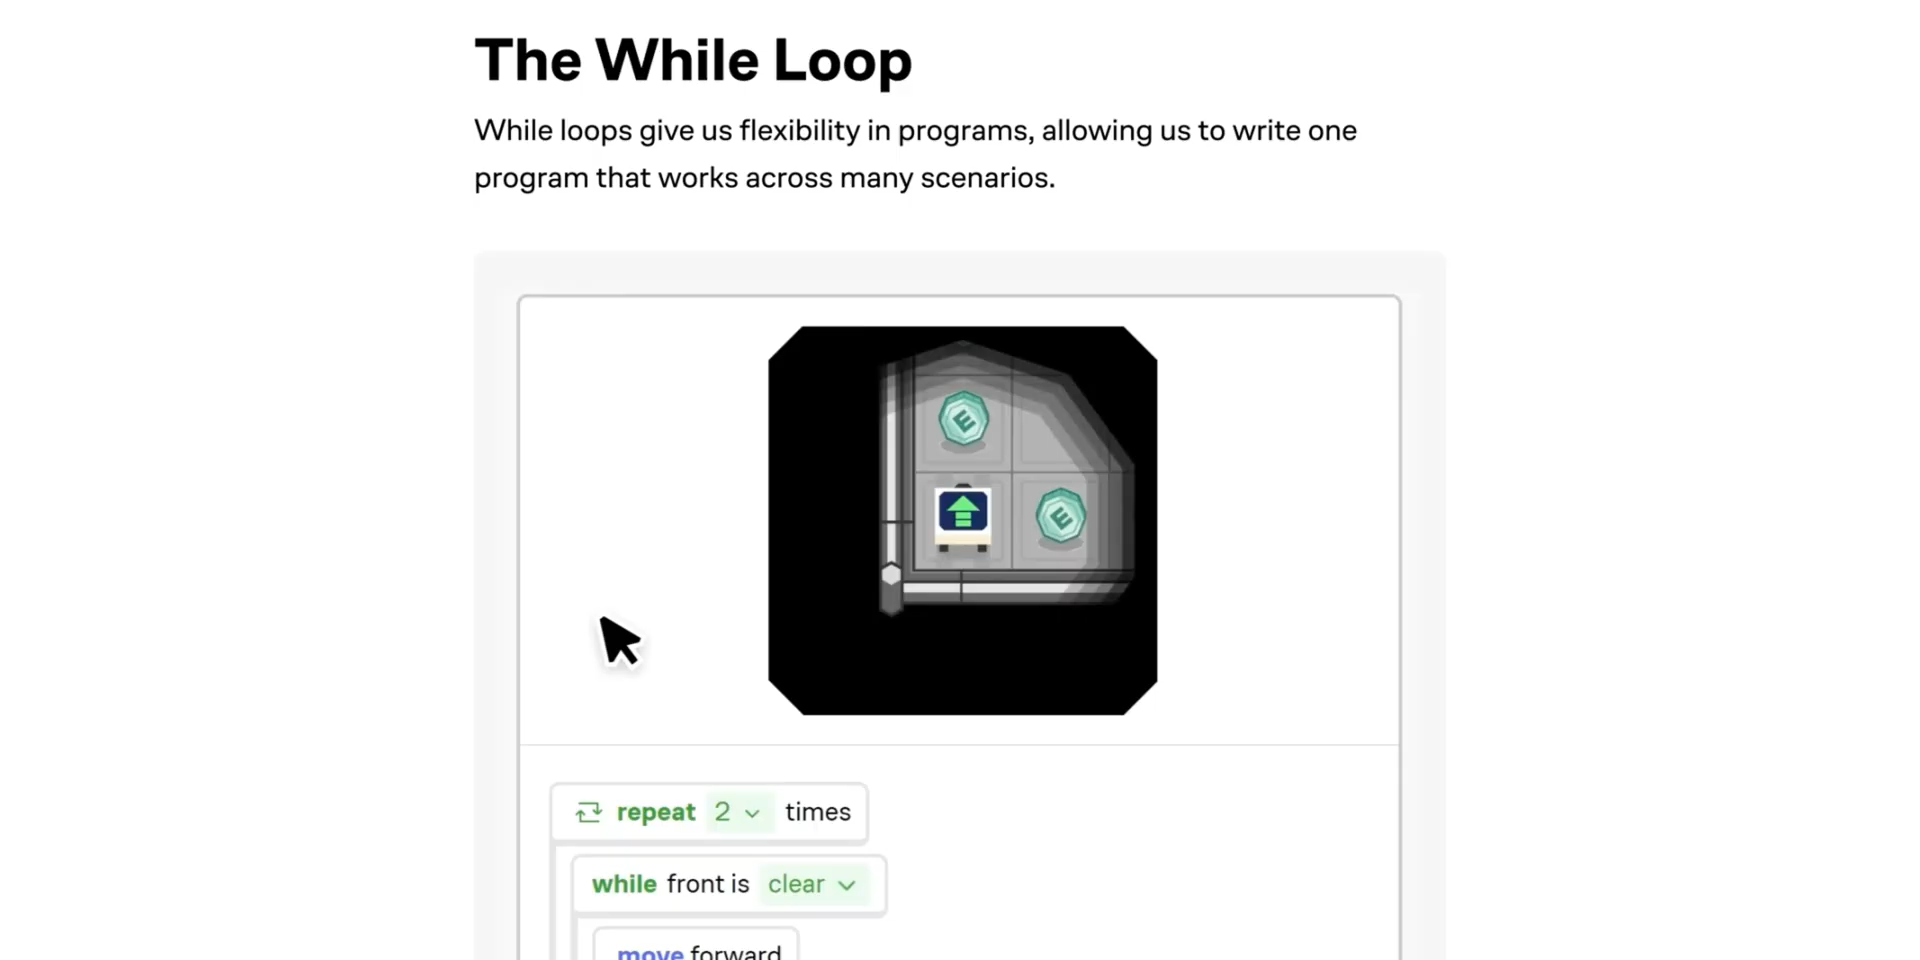 The While Loop
While loops give us flexibility in programs, allowing us to write one
program that works across many scenarios.
E
E
repeat 2 times
while front is clear
move forward